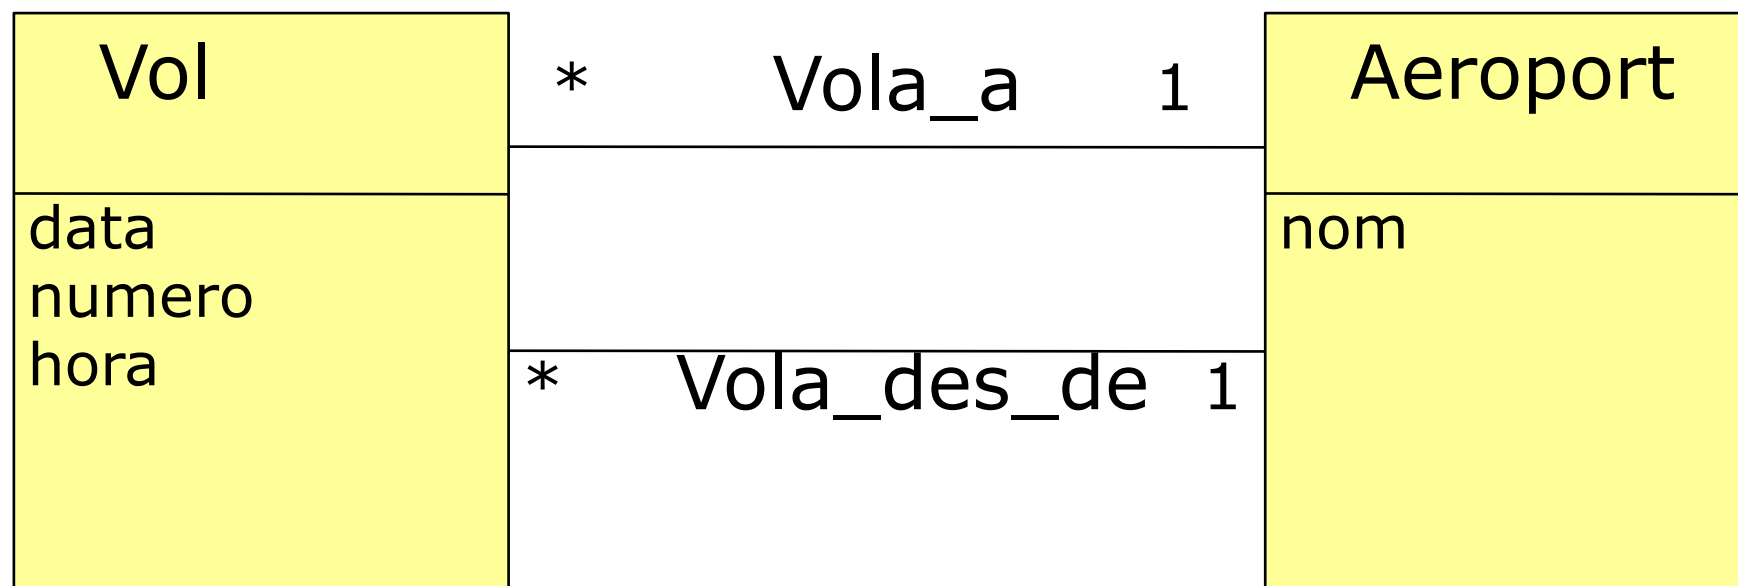 Vol
* Vola_a 1
Aeroport
data
numero
hora
nom
* Vola_des_de 1